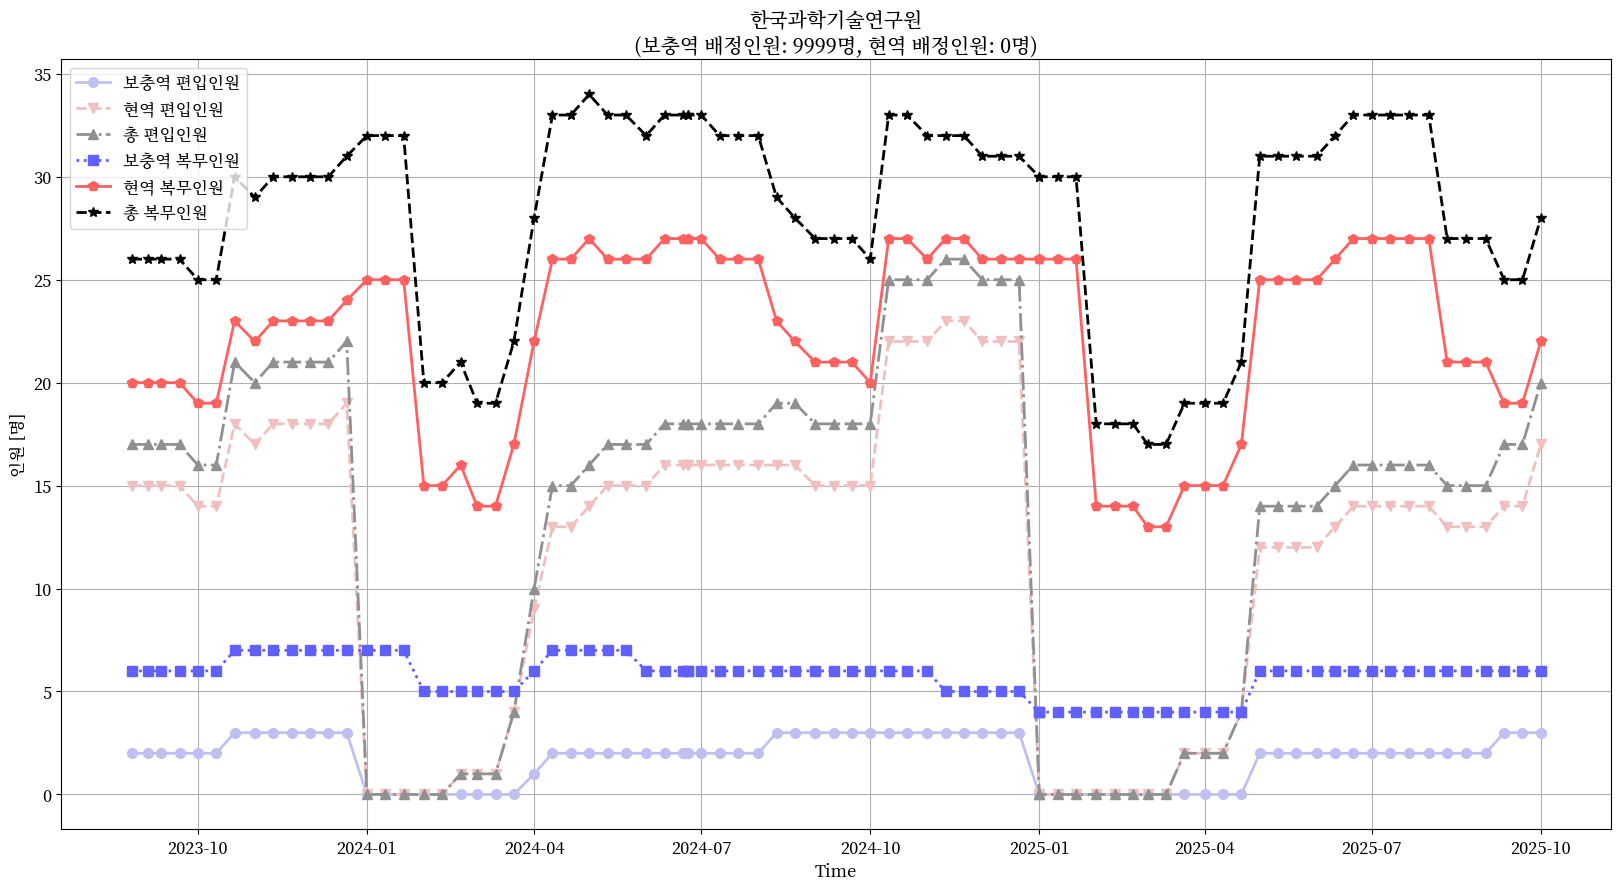 한국과학기술연구원
(보충역 배정인원: 9999명, 현역 배정인원: 0명)
35
30
25
20
15
10
5
0
인원 [명]
보충역 편입인원
현역 편입인원
총 편입인원
보충역 복무인원
현역 복무인원
총 복무인원
2023-10 2024-01 2024-04 2024-07 2024-10 2025-01 2025-04 2025-07 2025-10
Time